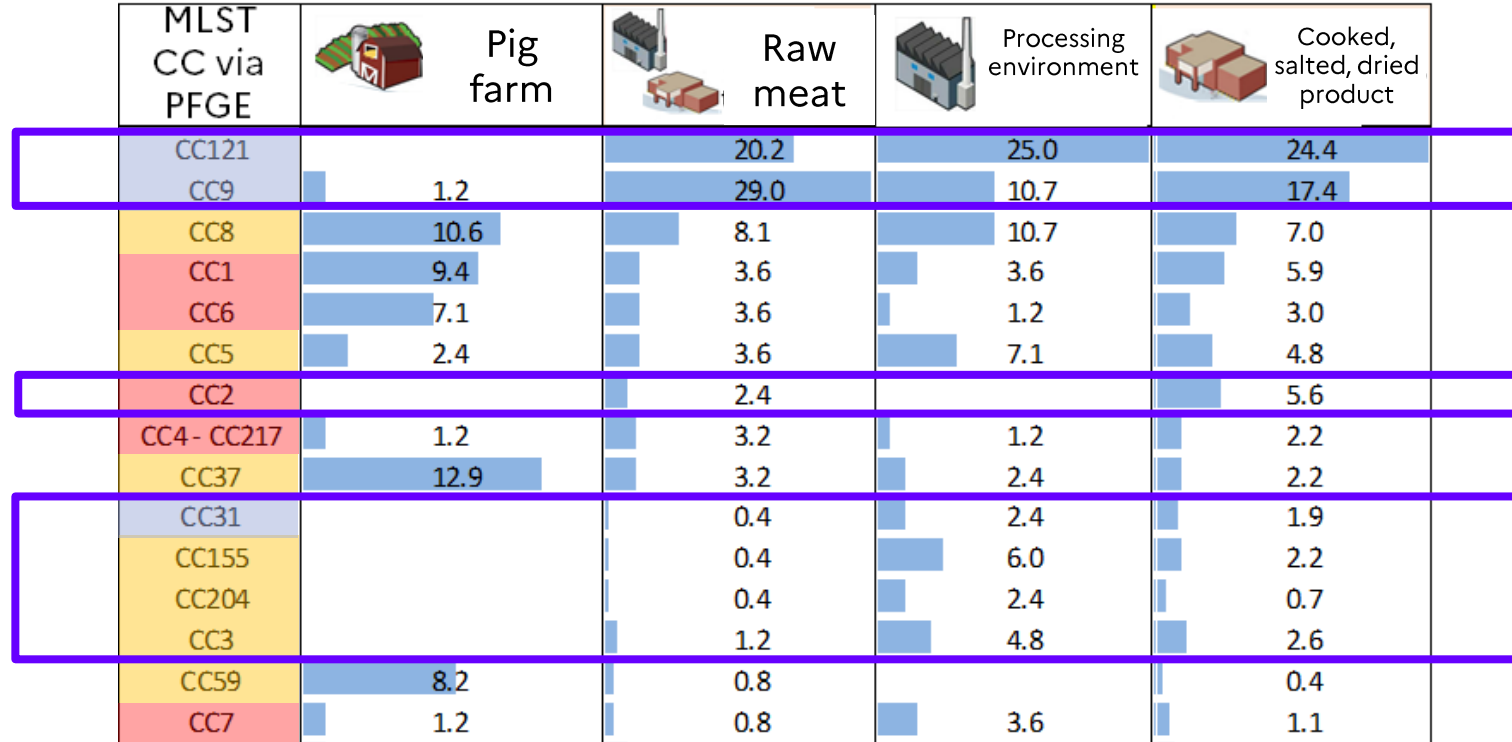 MLST
CC via
PFGE
Pig
farm
Raw
meat
Processing
environment
Cooked,
salted, dried
product
CC121 20.2 25.0 24.4
CC9 1.2 29.0 10.7 17.4
CC8 10.6 8.1 10.7 7.0
CC1 9.4 3.6 3.6 5.9
CC6 7.1 3.6 1.2 3.0
CC5 2.4 3.6 7.1 4.8
CC2 2.4 5.6
CC4 - CC217 1.2 3.2 1.2 2.2
CC37 12.9 3.2 2.4 2.2
CC31 0.4 2.4 1.9
CC155 0.4 6.0 2.2
CC204 0.4 2.4 0.7
CC3 1.2 4.8 2.6
CC59 8.2 0.8 0.4
CC7 1.2 0.8 3.6 1.1